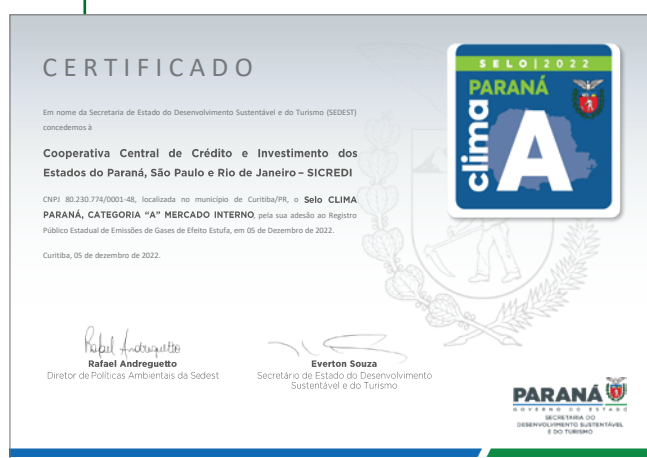 CERTIFICADO
Em nome da Secretaria de Estado do Desenvolvimento Sustentável e do Turismo (SEDEST)
concedemos à
Cooperativa Central de Crédito e Investimento dos
Estados do Paraná, São Paulo e Rio de Janeiro – SICREDI
CNPJ 80.230.774/0001-48, localizada no município de Curitiba/PR, o Selo CLIMA
PARANÁ, CATEGORIA “A” MERCADO INTERNO, pela sua adesão ao Registro
Público Estadual de Emissões de Gases de Efeito Estufa, em 05 de Dezembro de 2022.
Curitiba, 05 de dezembro de 2022.
SELO|2022
PARANÁ
clima
A
Rafael Andreguetto
Rafael Andreguetto
Diretor de Políticas Ambientais da Sedest
Everton Souza
Secretário de Estado do Desenvolvimento
Sustentável e do Turismo
PARANÁ
GOVERNO DO ESTADO
SECRETARIA DO
DESENVOLVIMENTO SUSTENTÁVEL
E DO TURISMO